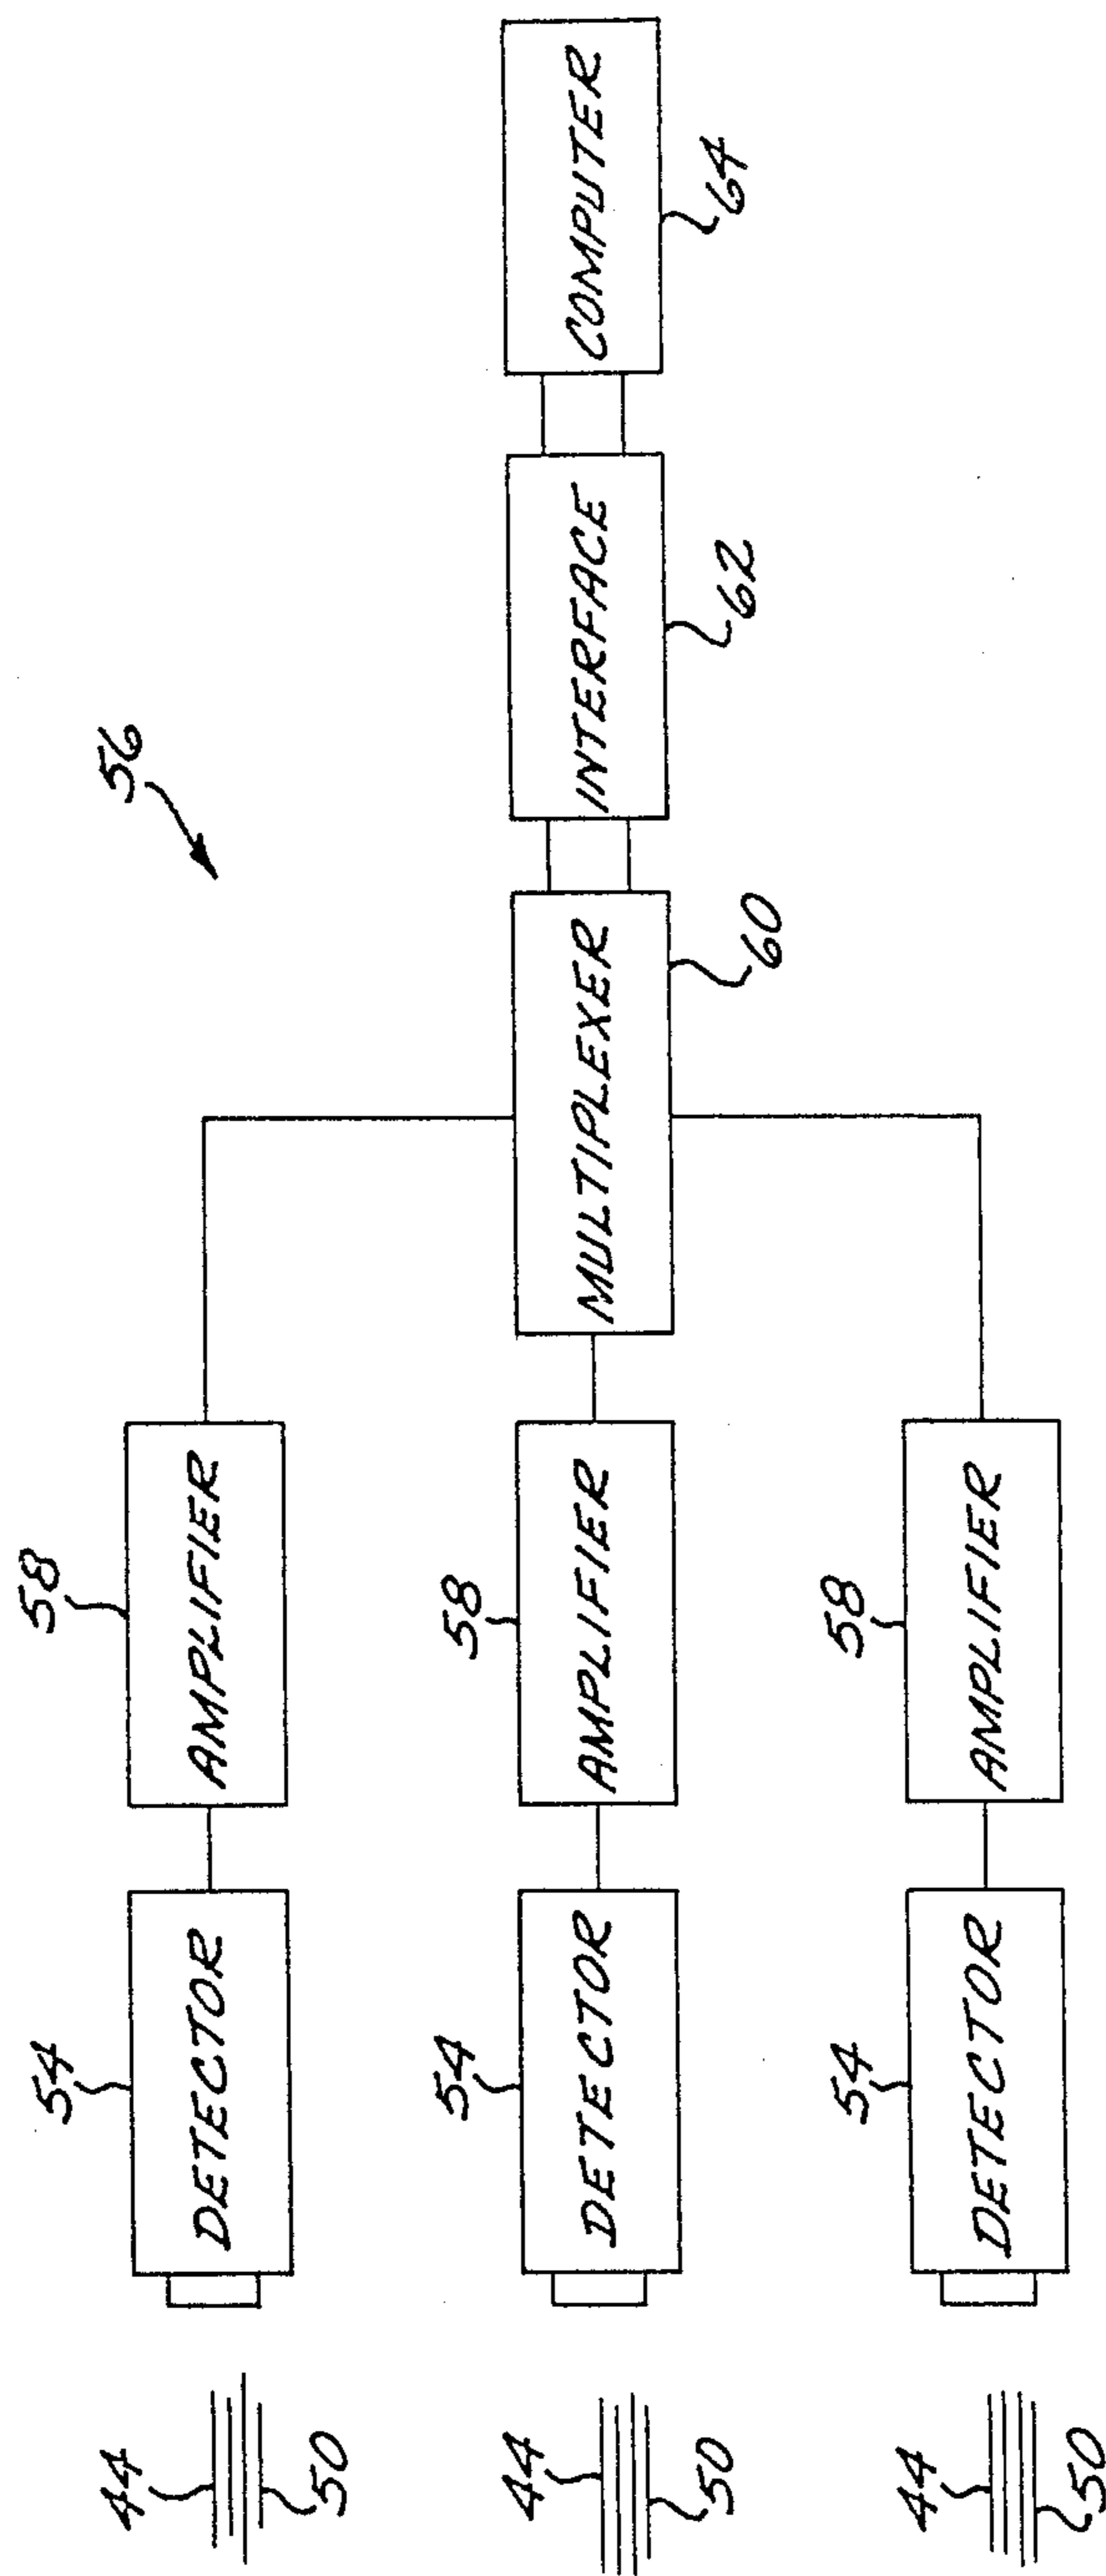 56
44
50
54
DETECTOR
58
AMPLIFIER
44
50
54
DETECTOR
58
AMPLIFIER
MULTIPLEXER
60
INTERFACE
62
COMPUTER
64
44
50
54
DETECTOR
58
AMPLIFIER